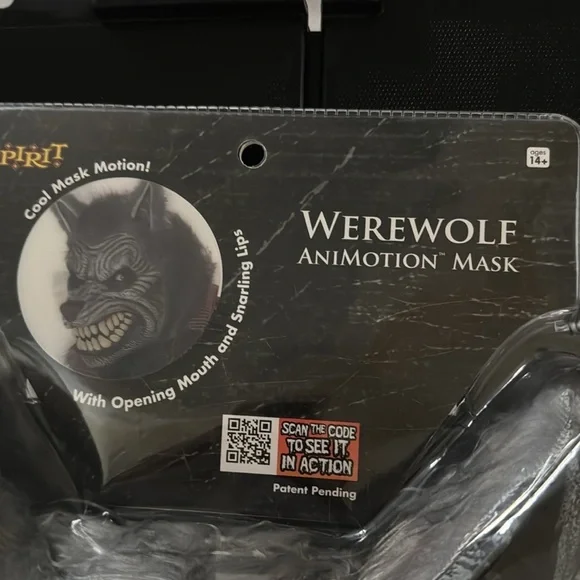 PIRIT
Cool Mask Motion!
With Opening Mouth and Snarling Lips
ages
14+
WEREWOLF
ANIMOTION™ MASK
SCAN THE CODE
TO SEE IT
IN ACTION
Patent Pending